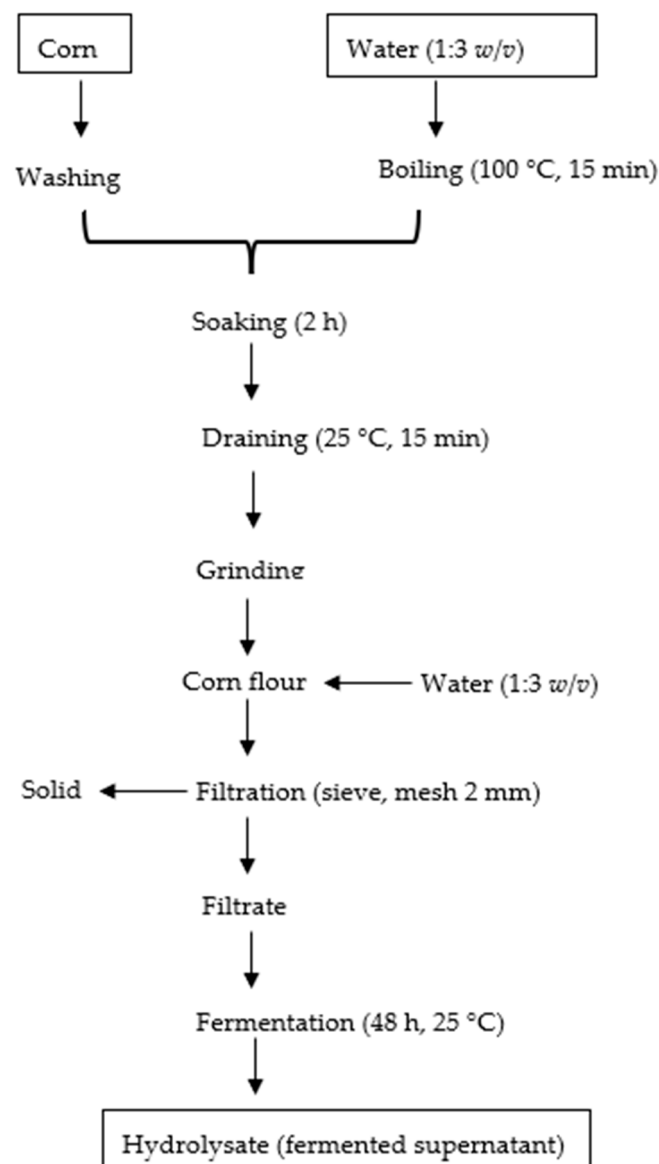 Corn
Water (1:3 w/v)
Washing
Boiling (100 °C, 15 min)
Soaking (2 h)
Draining (25 °C, 15 min)
Grinding
Corn flour
Water (1:3 w/v)
Solid
Filtration (sieve, mesh 2 mm)
Filtrate
Fermentation (48 h, 25 °C)
Hydrolysate (fermented supernatant)